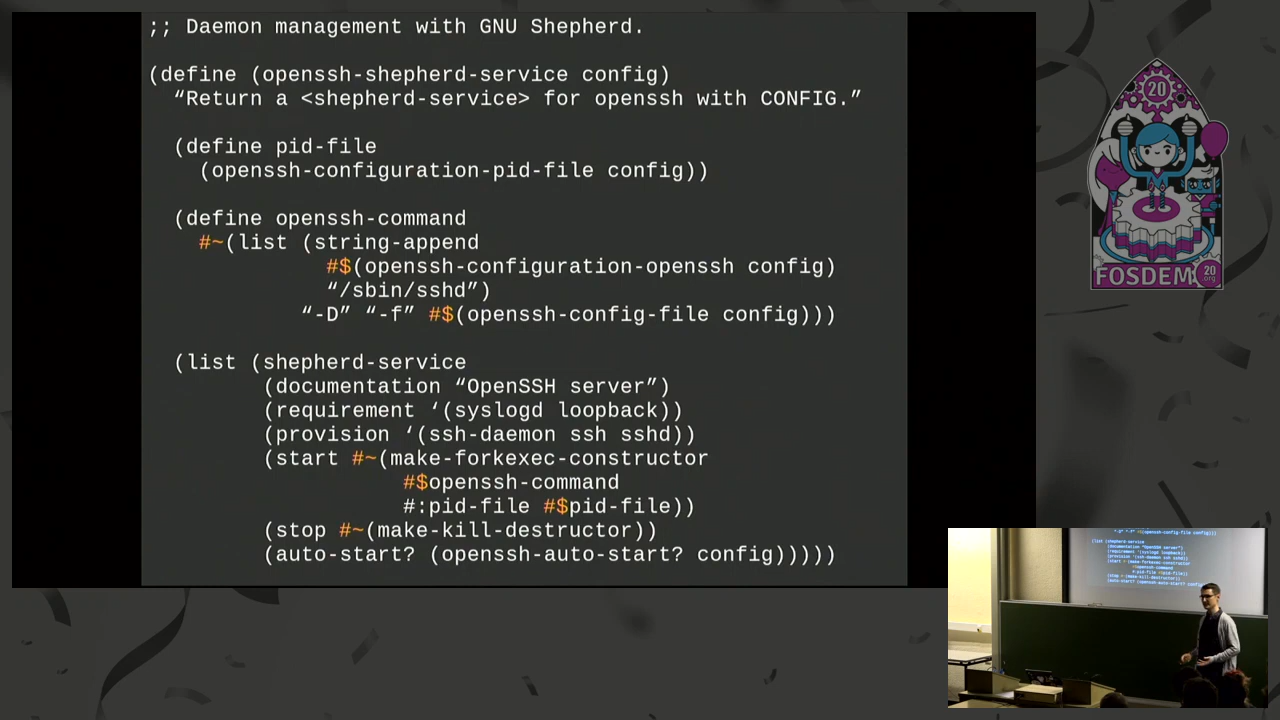 ;; Daemon management with GNU Shepherd.
(define (openssh-shepherd-service config)
“Return a <shepherd-service> for openssh with CONFIG.”
(define pid-file
(openssh-configuration-pid-file config))
(define openssh-command
#~(list (string-append
#$(openssh-configuration-openssh config)
“/sbin/sshd”)
“-D” “-f” #$(openssh-config-file config)))
(list (shepherd-service
(documentation “OpenSSH server”)
(requirement ‘(syslogd loopback))
(provision ‘(ssh-daemon ssh sshd))
(start #~(make-forkexec-constructor
#$openssh-command
#:pid-file #$pid-file))
(stop #~(make-kill-destructor))
(auto-start? (openssh-auto-start? config)))))
20
FOSDEM
20
.org